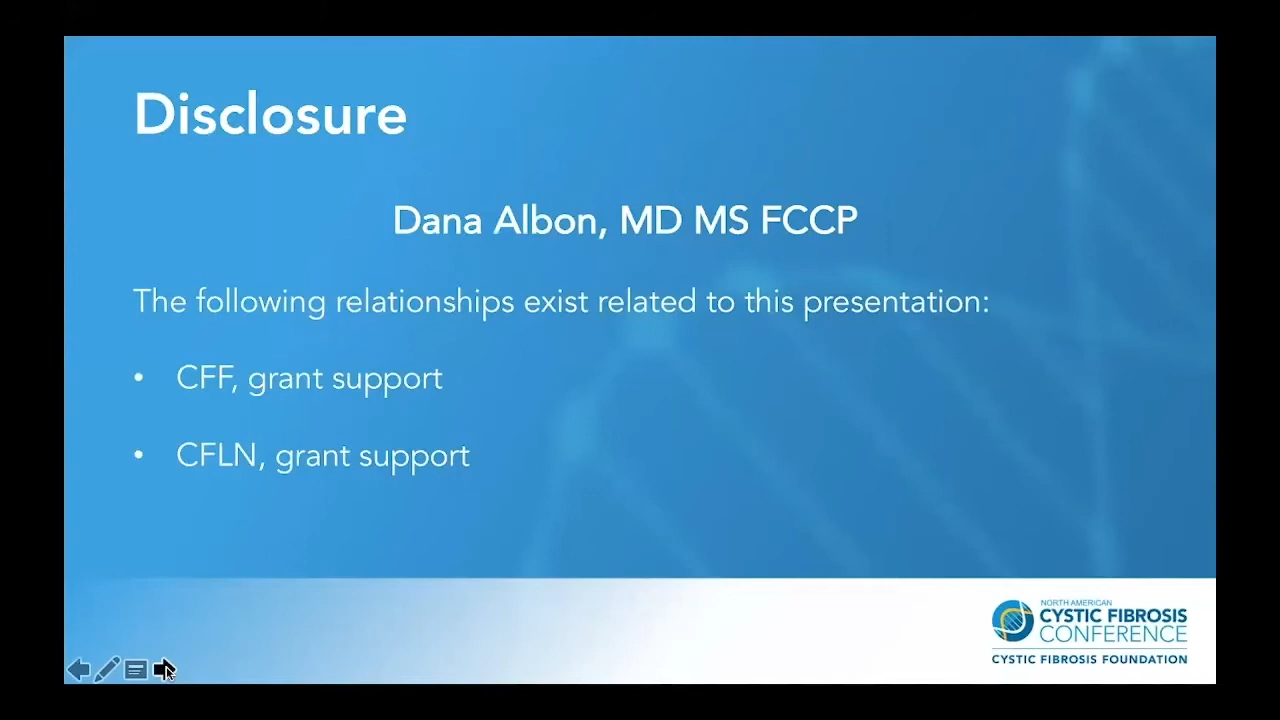 Disclosure
Dana Albon, MD MS FCCP
The following relationships exist related to this presentation:
• CFF, grant support
• CFLN, grant support
NORTH AMERICAN
CYSTIC FIBROSIS
CONFERENCE
CYSTIC FIBROSIS FOUNDATION